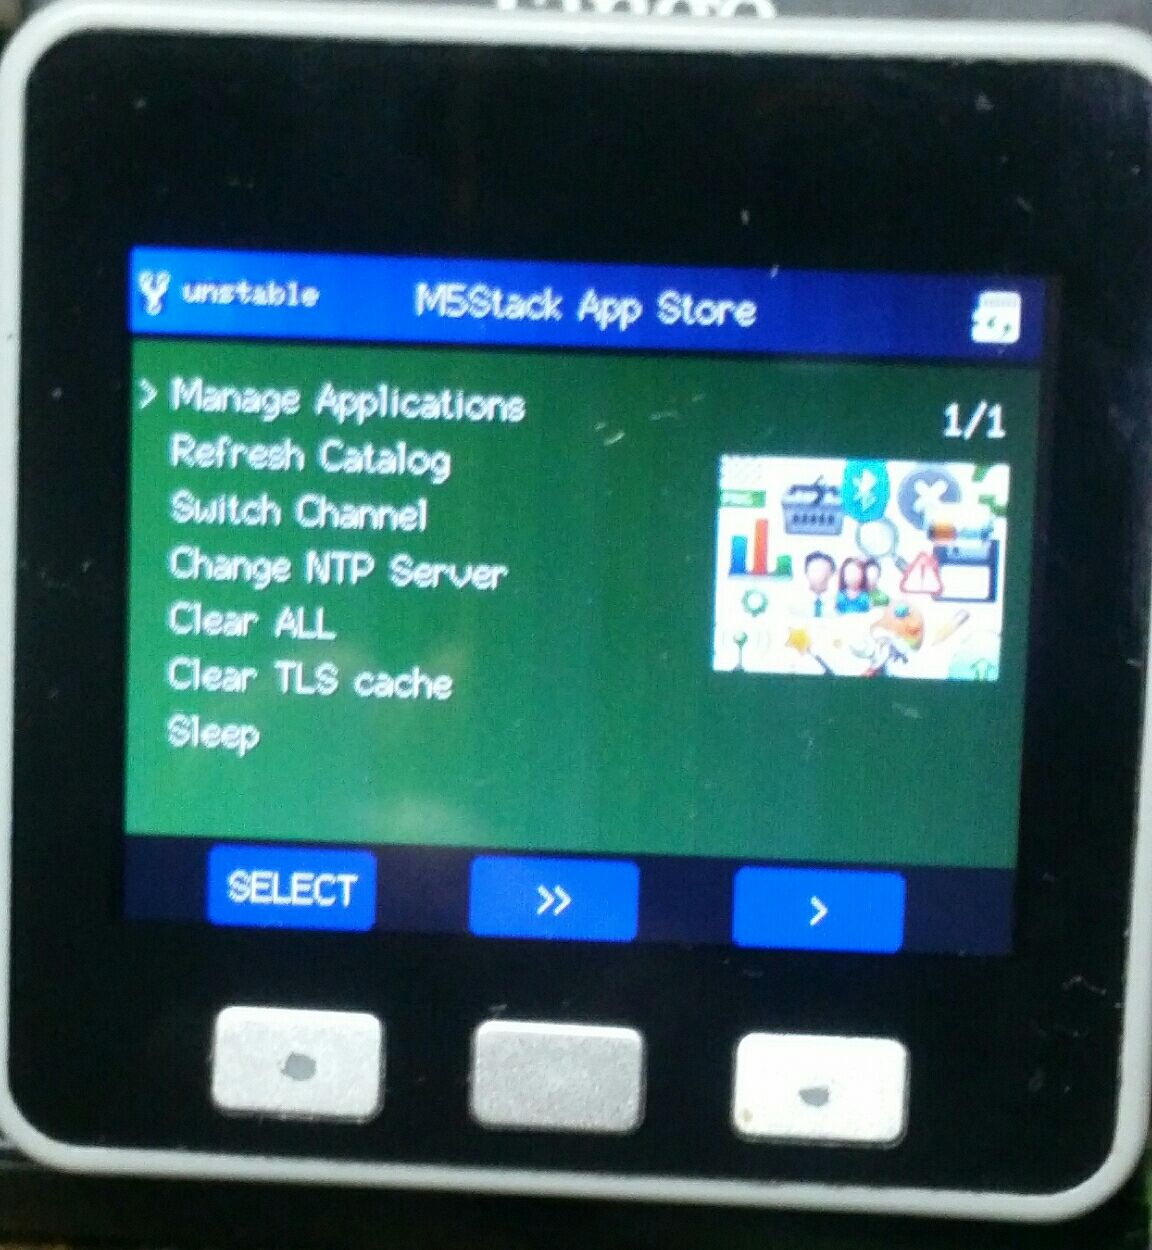 unstable
M5Stack App Store
> Manage Applications
1/1
Refresh Catalog
Switch Channel
Change NTP Server
Clear ALL
Clear TLS cache
Sleep
SELECT
>>
>